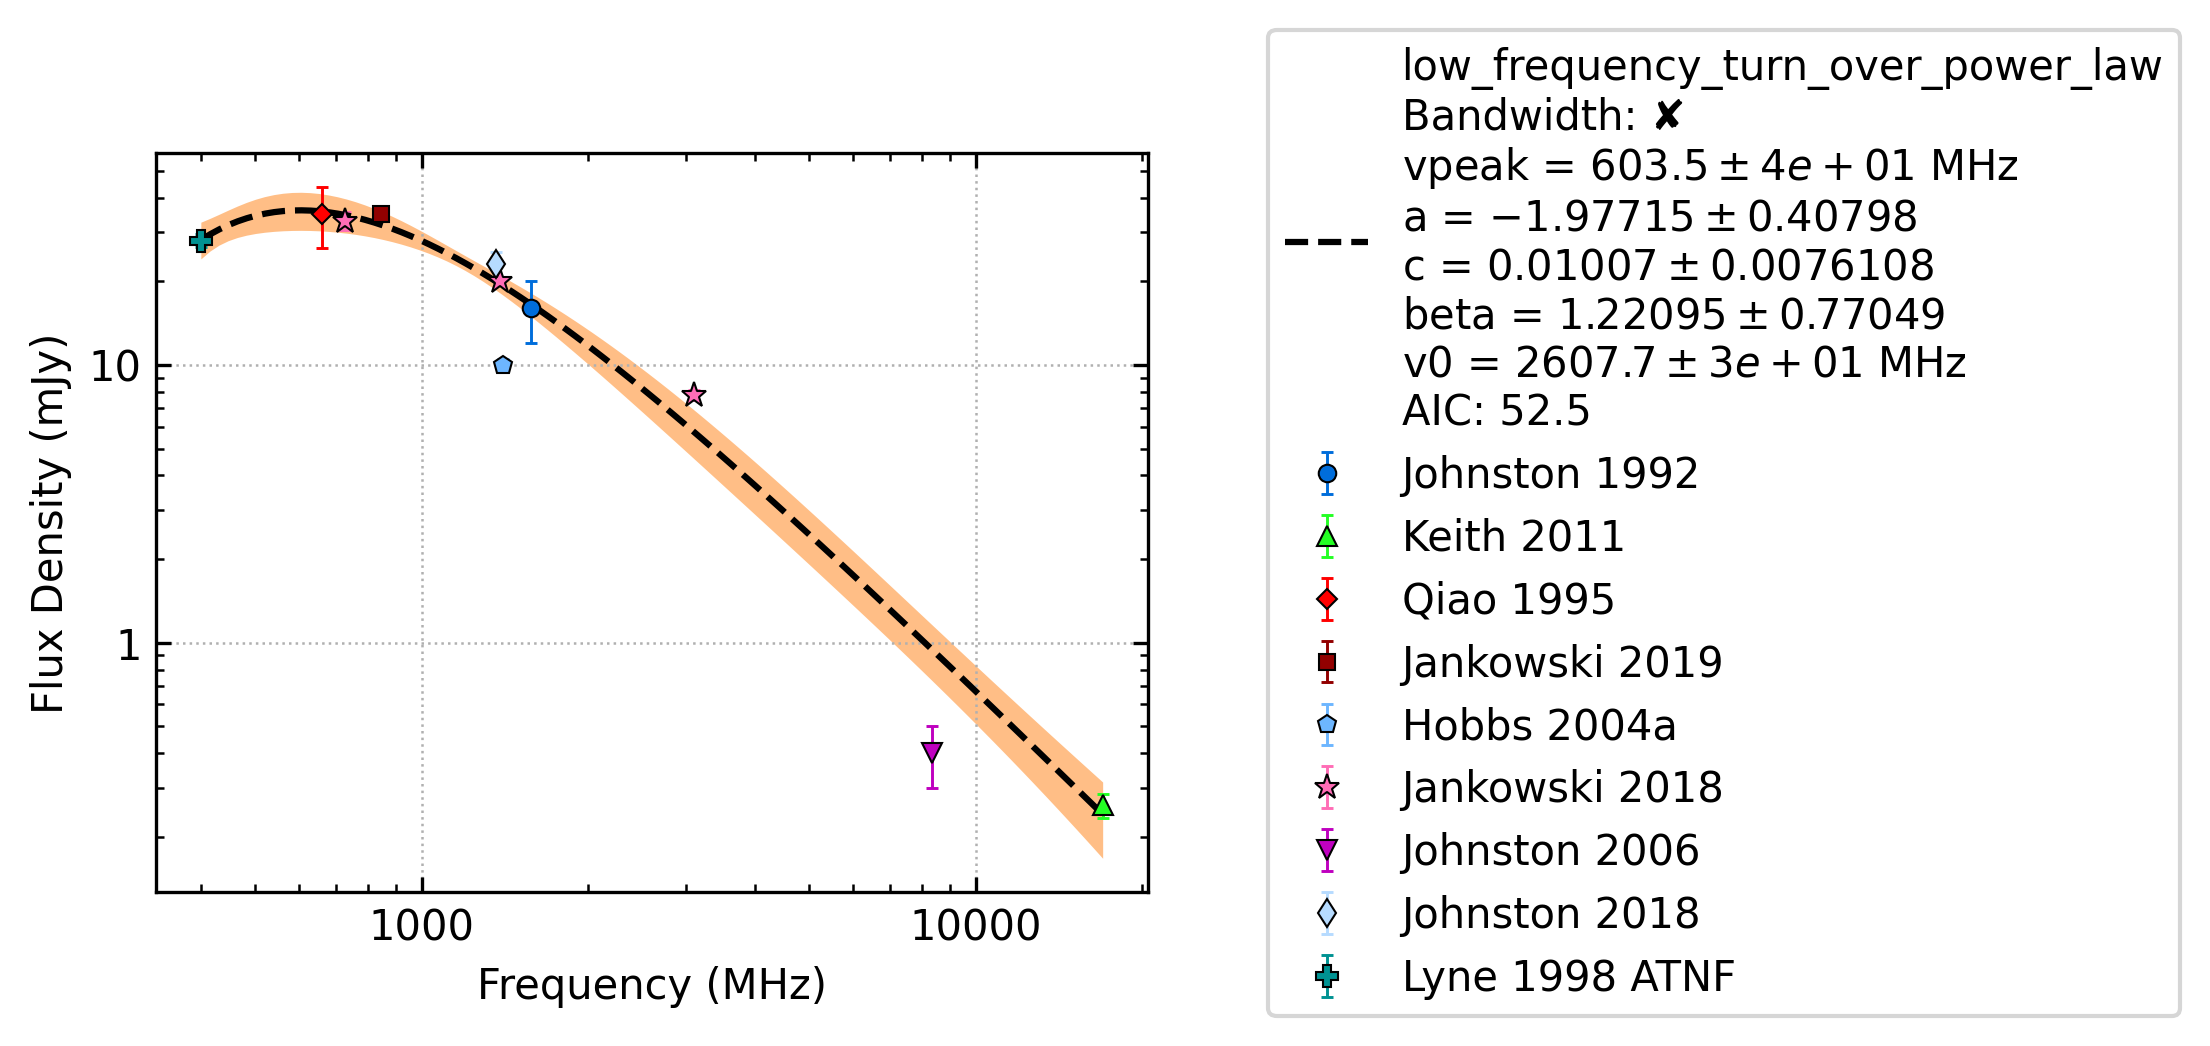 low_frequency_turn_over_power_law
Bandwidth: ✘
vpeak = 603.5 ± 4e + 01 MHz
a = −1.97715 ± 0.40798
c = 0.01007 ± 0.0076108
beta = 1.22095 ± 0.77049
v0 = 2607.7 ± 3e + 01 MHz
AIC: 52.5
Johnston 1992
Keith 2011
Qiao 1995
Jankowski 2019
Hobbs 2004a
Jankowski 2018
Johnston 2006
Johnston 2018
Lyne 1998 ATNF
Flux Density (mJy)
10
1
1000
10000
Frequency (MHz)